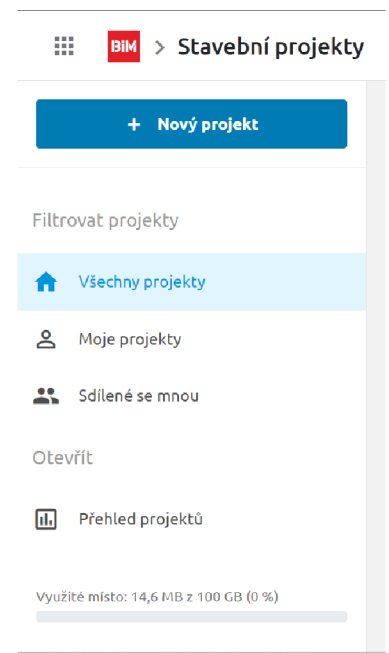 BiM > Stavební projekty
+ Nový projekt
Filtrovat projekty
Všechny projekty
Moje projekty
Sdílené se mnou
Otevřít
Přehled projektů
Využité místo: 14,6 MB z 100 GB (0 %)